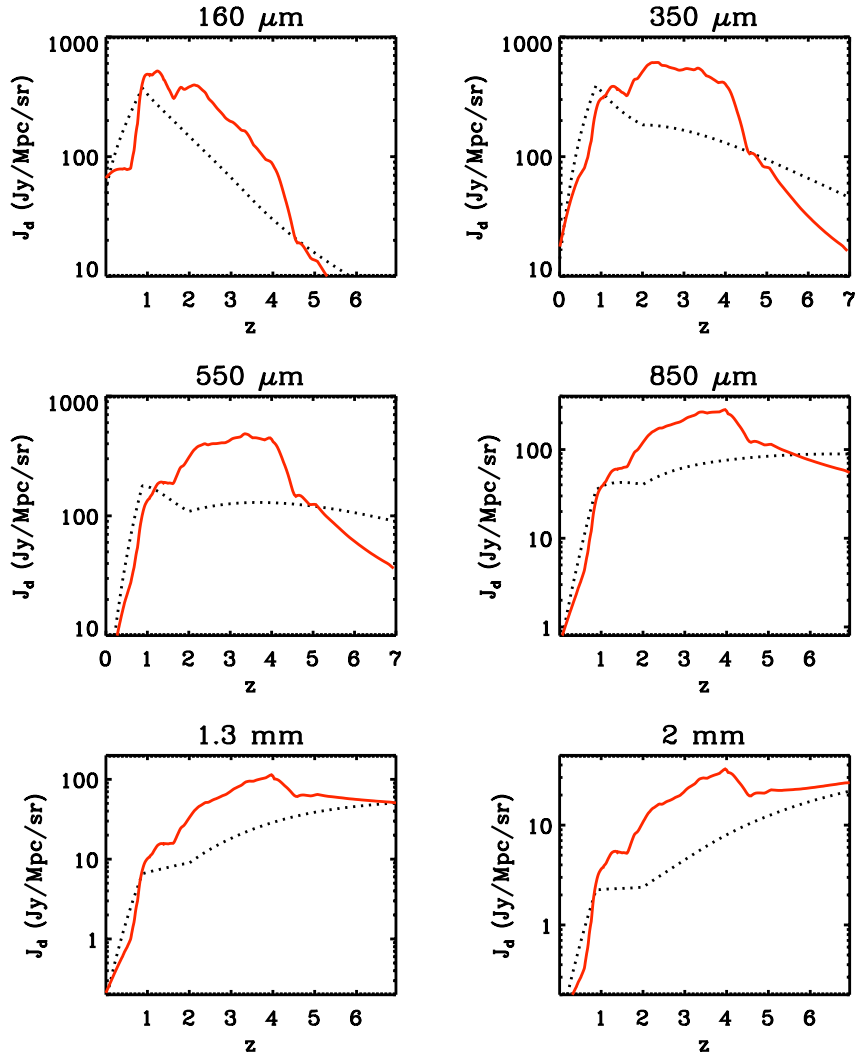 160 μm
1000
100
10
J_d (Jy/Mpc/sr)
1 2 3 4 5 6
z
350 μm
1000
100
10
J_d (Jy/Mpc/sr)
0 1 2 3 4 5 6 7
z
550 μm
1000
100
10
J_d (Jy/Mpc/sr)
0 1 2 3 4 5 6 7
z
850 μm
100
10
1
J_d (Jy/Mpc/sr)
1 2 3 4 5 6
z
1.3 mm
100
10
1
J_d (Jy/Mpc/sr)
1 2 3 4 5 6
z
2 mm
10
1
J_d (Jy/Mpc/sr)
1 2 3 4 5 6
z